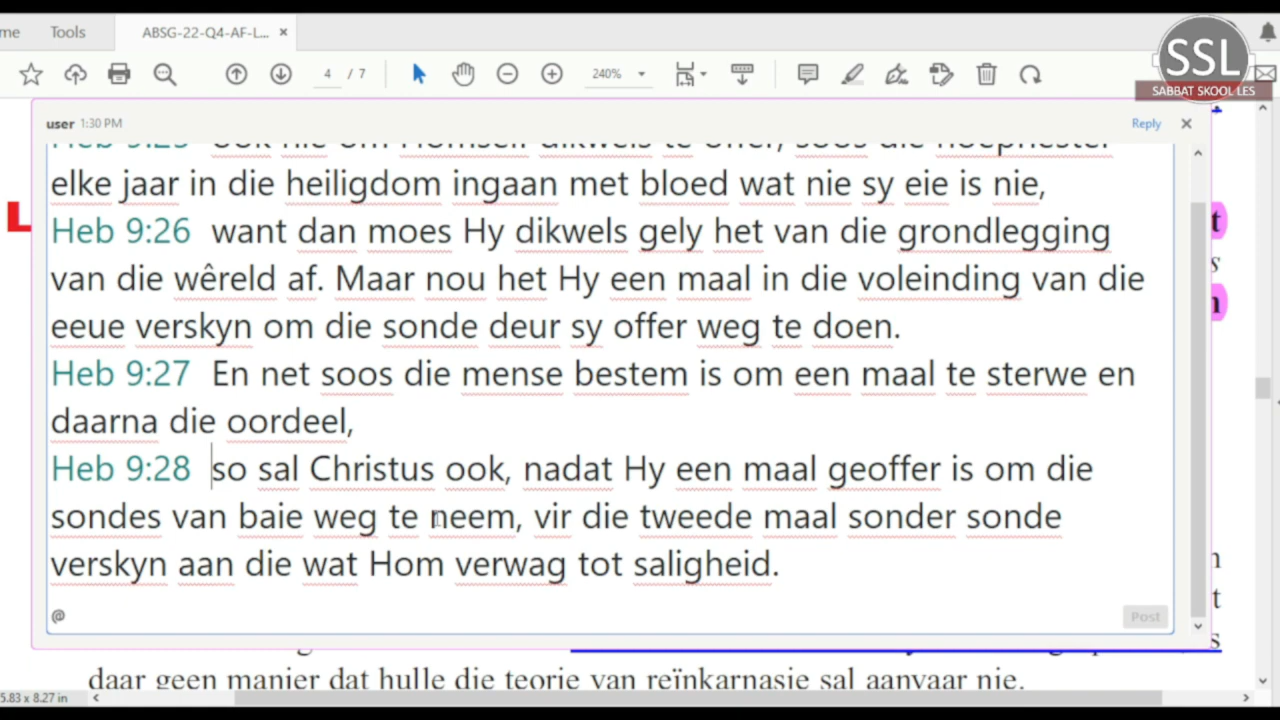 me Tools ABSG-22-Q4-AF-L... ×
SSL
SABBAT SKOOL LES
4 / 7 240%
user 1:30 PM Reply
elke jaar in die heiligdom ingaan met bloed wat nie sy eie is nie,
Heb 9:26 want dan moes Hy dikwels gely het van die grondlegging
van die wêreld af. Maar nou het Hy een maal in die voleinding van die
eeue verskyn om die sonde deur sy offer weg te doen.
Heb 9:27 En net soos die mense bestem is om een maal te sterwe en
daarna die oordeel,
Heb 9:28 so sal Christus ook, nadat Hy een maal geoffer is om die
sondes van baie weg te neem, vir die tweede maal sonder sonde
verskyn aan die wat Hom verwag tot saligheid.
@ Post
daar geen manier dat hulle die teorie van reïnkarnasie sal aanvaar nie.
5.83 x 8.27 in